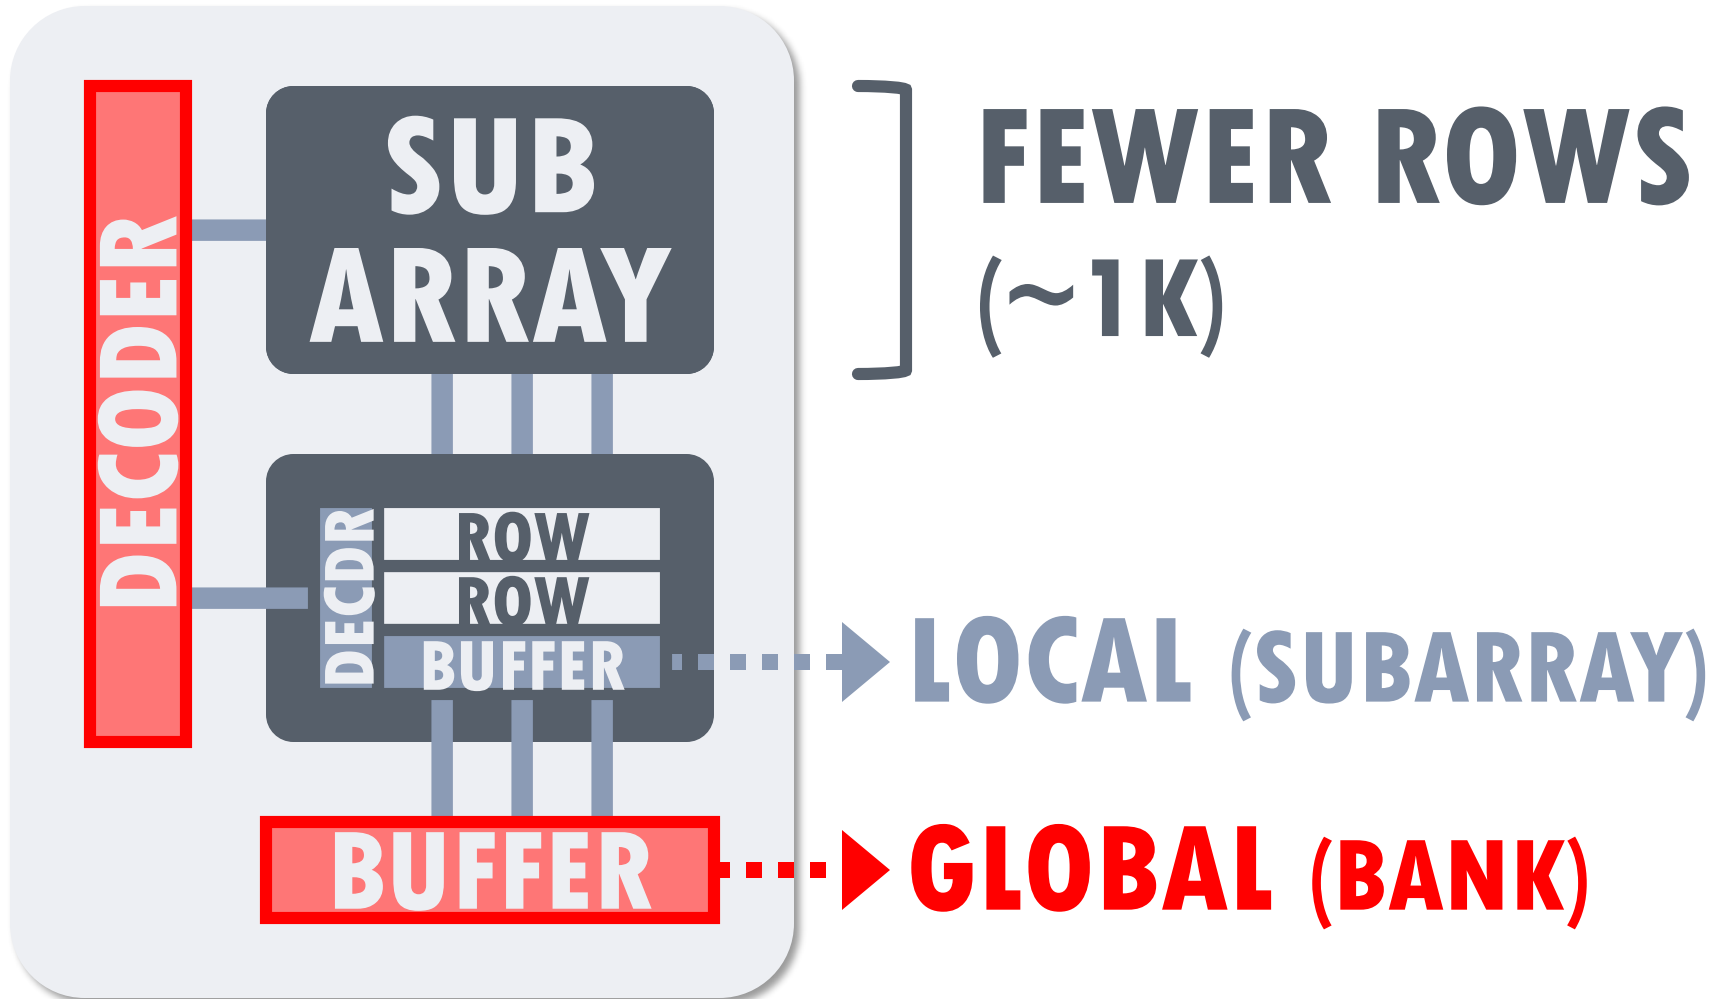 DECODER
SUB
ARRAY
FEWER ROWS
(~1K)
DECDR
ROW
ROW
BUFFER
LOCAL (SUBARRAY)
BUFFER
GLOBAL (BANK)